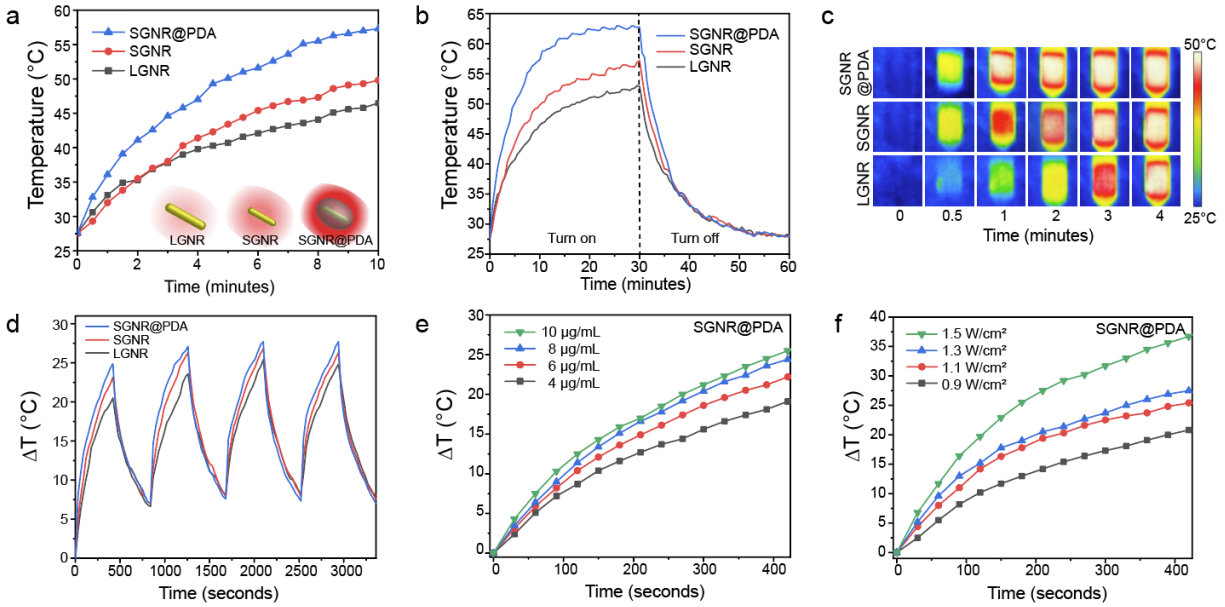 a
60
55
50
45
40
35
30
25
Temperature (°C)
SGNR@PDA
SGNR
LGNR
LGNR
SGNR
SGNR@PDA
0
2
4
6
8
10
Time (minutes)
b
65
60
55
50
45
40
35
30
25
Temperature (°C)
SGNR@PDA
SGNR
LGNR
Turn on
Turn off
0
10
20
30
40
50
60
Time (minutes)
c
SGNR
@PDA
SGNR
LGNR
0
0.5
1
2
3
4
Time (minutes)
50°C
25°C
d
30
25
20
15
10
5
0
ΔT (°C)
SGNR@PDA
SGNR
LGNR
0
500
1000
1500
2000
2500
3000
Time (seconds)
e
30
25
20
15
10
5
0
ΔT (°C)
SGNR@PDA
10 μg/mL
8 μg/mL
6 μg/mL
4 μg/mL
0
100
200
300
400
Time (seconds)
f
40
35
30
25
20
15
10
5
0
ΔT (°C)
SGNR@PDA
1.5 W/cm²
1.3 W/cm²
1.1 W/cm²
0.9 W/cm²
0
100
200
300
400
Time (seconds)